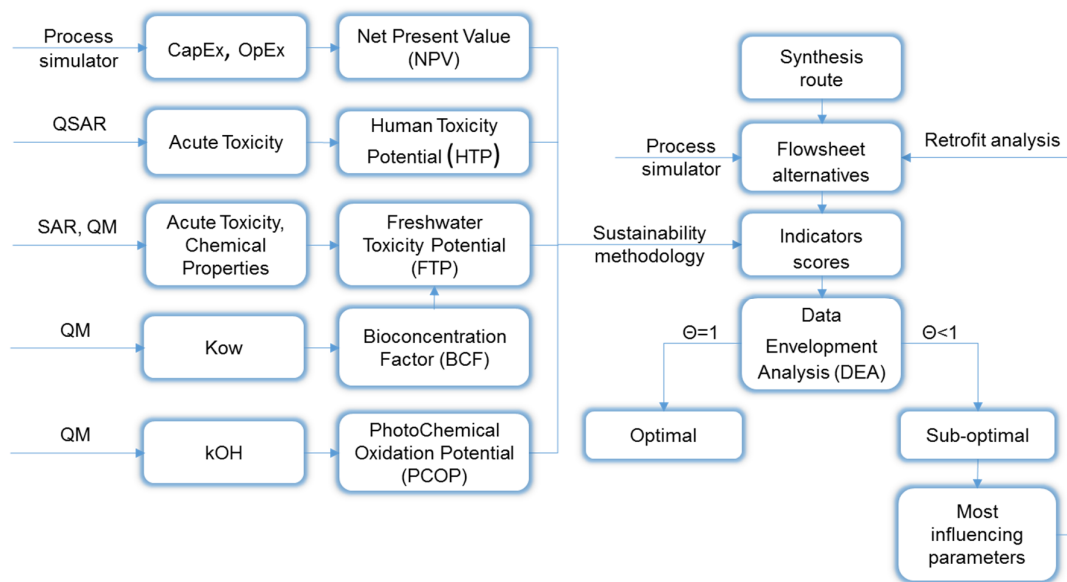 Process
simulator
CapEx, OpEx
Net Present Value
(NPV)
QSAR
Acute Toxicity
Human Toxicity
Potential (HTP)
SAR, QM
Acute Toxicity,
Chemical
Properties
Freshwater
Toxicity Potential
(FTP)
QM
Kow
Bioconcentration
Factor (BCF)
QM
kOH
PhotoChemical
Oxidation Potential
(PCOP)
Synthesis
route
Process
simulator
Flowsheet
alternatives
Retrofit analysis
Sustainability
methodology
Indicators
scores
Data
Envelopment
Analysis (DEA)
Θ=1
Θ<1
Optimal
Sub-optimal
Most
influencing
parameters